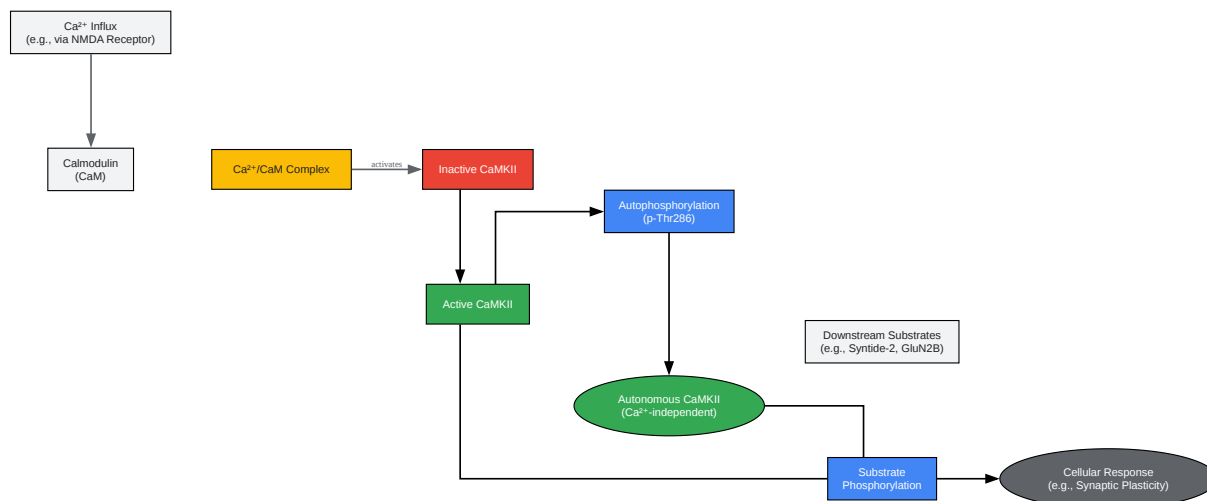 Ca²⁺ Influx
(e.g., via NMDA Receptor)
Calmodulin
(CaM)
Ca²⁺/CaM Complex
activates
Inactive CaMKII
Autophosphorylation
(p-Thr286)
Active CaMKII
Downstream Substrates
(e.g., Syntide-2, GluN2B)
Autonomous CaMKII
(Ca²⁺-independent)
Substrate
Phosphorylation
Cellular Response
(e.g., Synaptic Plasticity)